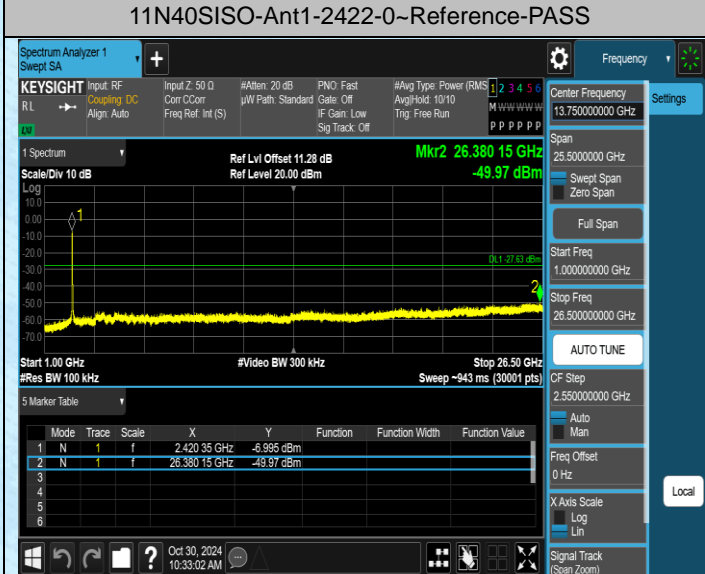 11N40SISO-Ant1-2422-0~Reference-PASS
Spectrum Analyzer 1
Swept SA
+
Frequency
KEYSIGHT
RL
LXI
Input: RF
Coupling: DC
Align: Auto
Input Z: 50 Ω
Corr CCorr
Freq Ref: Int (S)
#Atten: 20 dB
µW Path: Standard
PNO: Fast
Gate: Off
IF Gain: Low
Sig Track: Off
#Avg Type: Power (RMS
Avg|Hold: 10/10
Trig: Free Run
1 2 3 4 5 6
M W W W W W
P P P P P P
Settings
Center Frequency
13.750000000 GHz
Span
25.5000000 GHz
Swept Span
Zero Span
Full Span
Start Freq
1.000000000 GHz
Stop Freq
26.500000000 GHz
AUTO TUNE
CF Step
2.550000000 GHz
Auto
Man
Freq Offset
0 Hz
X Axis Scale
Log
Lin
Signal Track
(Span Zoom)
Local
1 Spectrum
Scale/Div 10 dB
Ref Lvl Offset 11.28 dB
Ref Level 20.00 dBm
Mkr2 26.380 15 GHz
-49.97 dBm
Log
10.0
0.00
-10.0
-20.0
-30.0
-40.0
-50.0
-60.0
-70.0
1
DL1 -27.63 dBm
2
Start 1.00 GHz
#Video BW 300 kHz
Stop 26.50 GHz
#Res BW 100 kHz
Sweep ~943 ms (30001 pts)
5 Marker Table
Mode Trace Scale X Y Function Function Width Function Value
1 N 1 f 2.420 35 GHz -6.995 dBm
2 N 1 f 26.380 15 GHz -49.97 dBm
3
4
5
6
?
Oct 30, 2024
10:33:02 AM